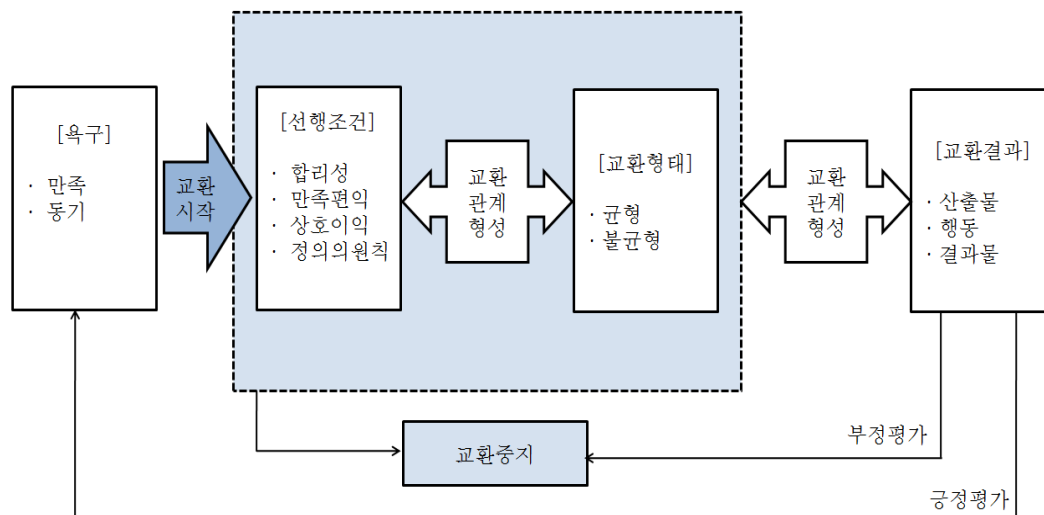 [욕구]
· 만족
· 동기
교환
시작
[선행조건]
· 합리성
· 만족편익
· 상호이익
· 정의의원칙
교환
관계
형성
[교환형태]
· 균형
· 불균형
교환
관계
형성
[교환결과]
· 산출물
· 행동
· 결과물
교환중지
부정평가
긍정평가